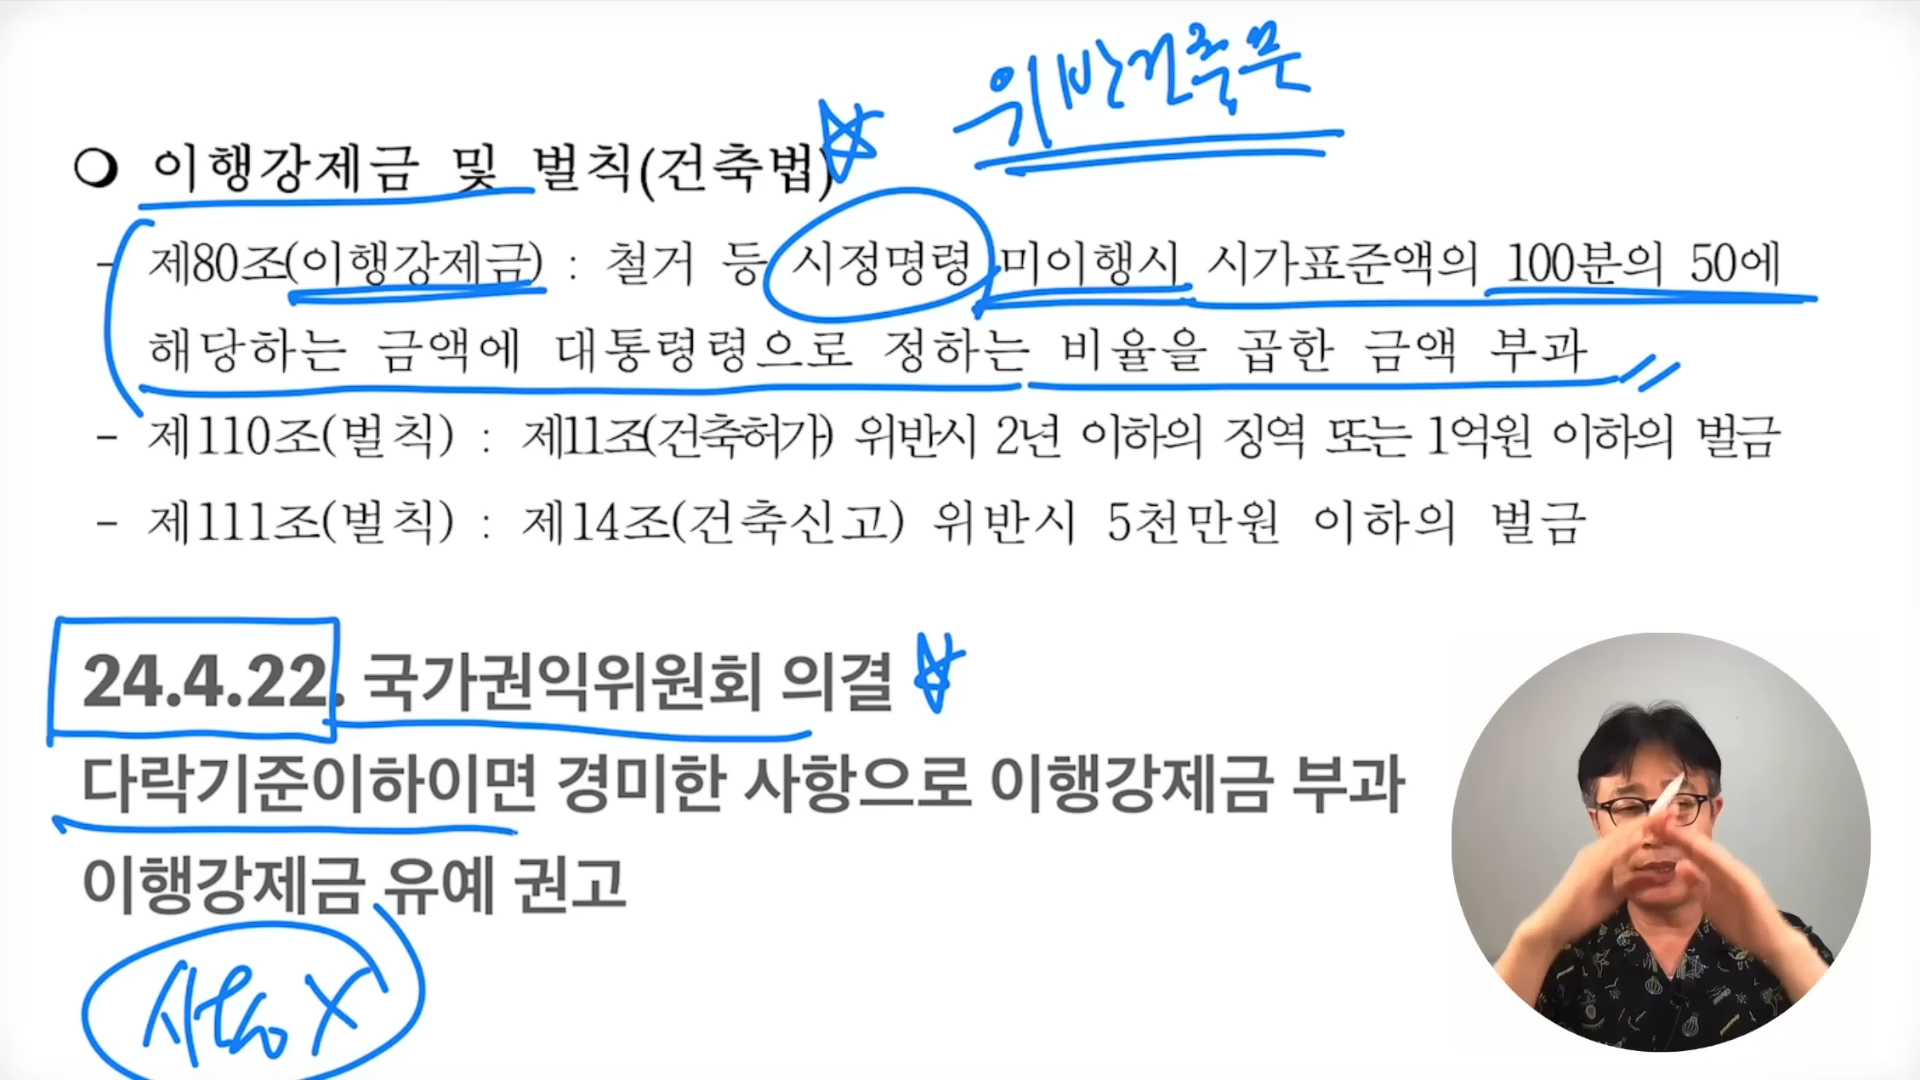 위반건축물
❍ 이행강제금 및 벌칙(건축법)
- 제80조(이행강제금) : 철거 등 시정명령 미이행시 시가표준액의 100분의 50에
해당하는 금액에 대통령령으로 정하는 비율을 곱한 금액 부과
- 제110조(벌칙) : 제11조(건축허가) 위반시 2년 이하의 징역 또는 1억원 이하의 벌금
- 제111조(벌칙) : 제14조(건축신고) 위반시 5천만원 이하의 벌금
24.4.22. 국가권익위원회 의결
다락기준이하이면 경미한 사항으로 이행강제금 부과
이행강제금 유예 권고